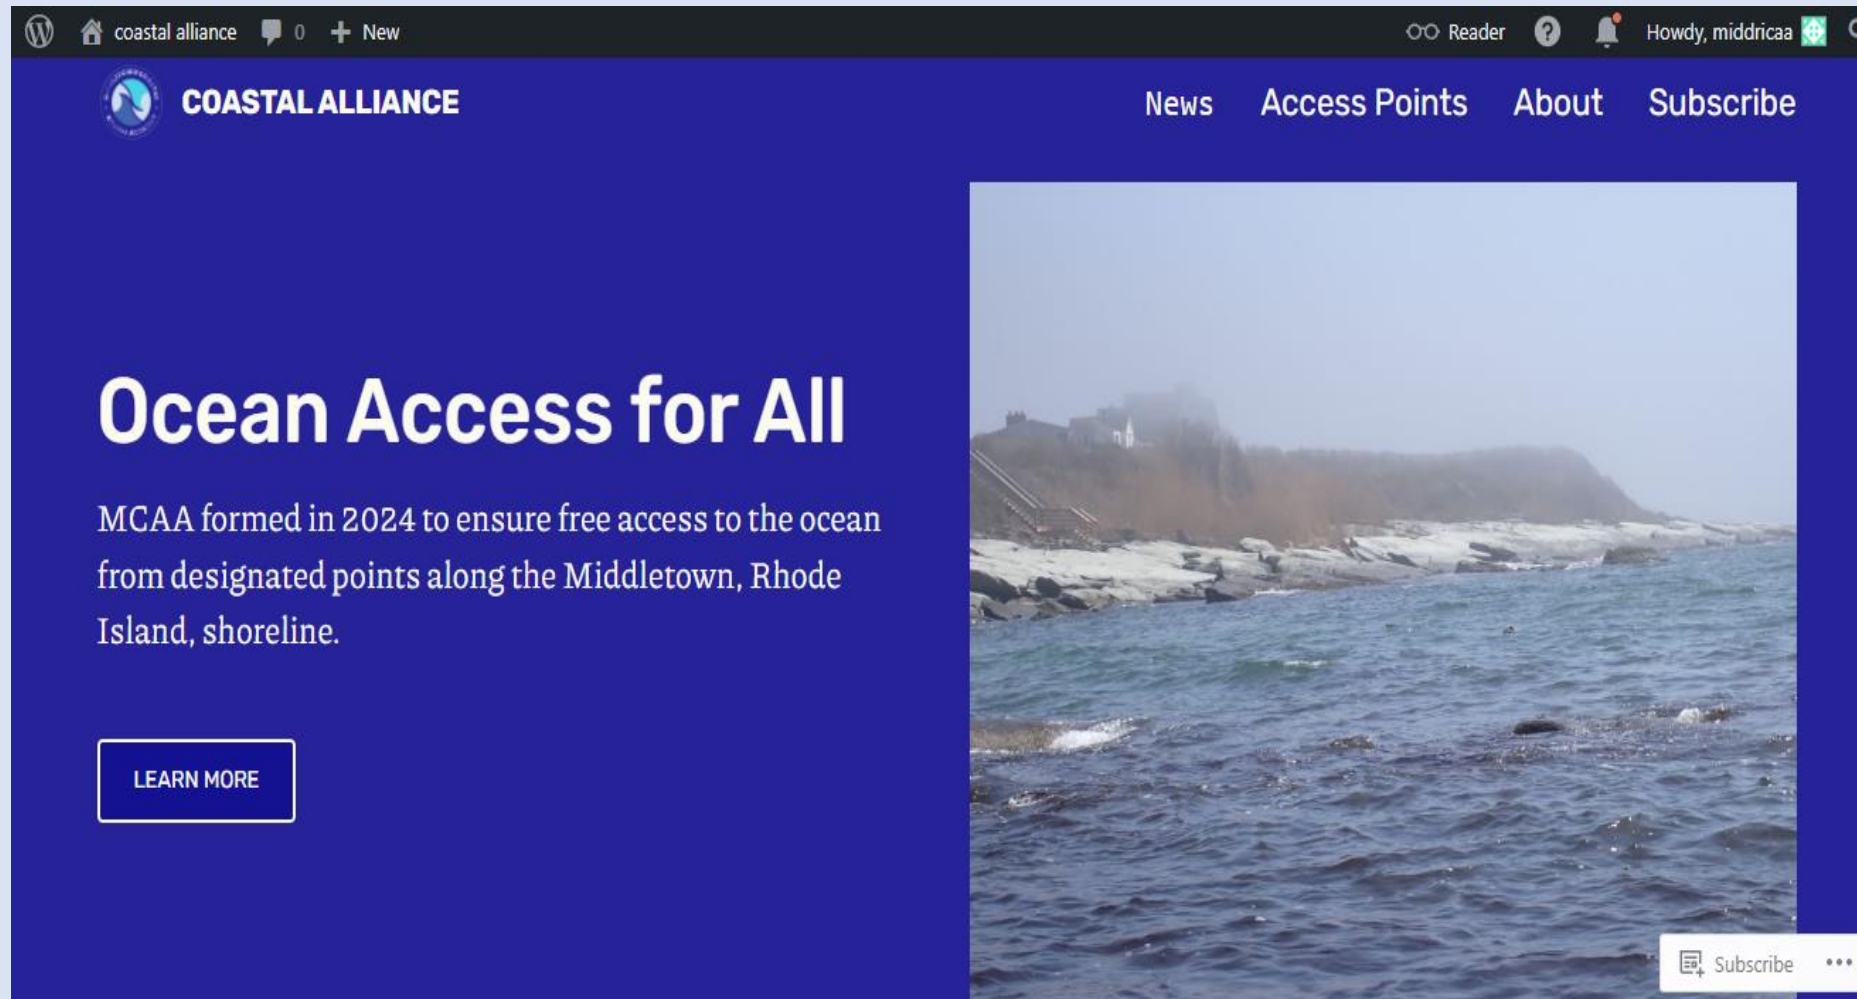 coastal alliance 0 New Reader Howdy, middricaa
COASTAL ALLIANCE News Access Points About Subscribe
Ocean Access for All
MCAA formed in 2024 to ensure free access to the ocean
from designated points along the Middletown, Rhode
Island, shoreline.
LEARN MORE
Subscribe